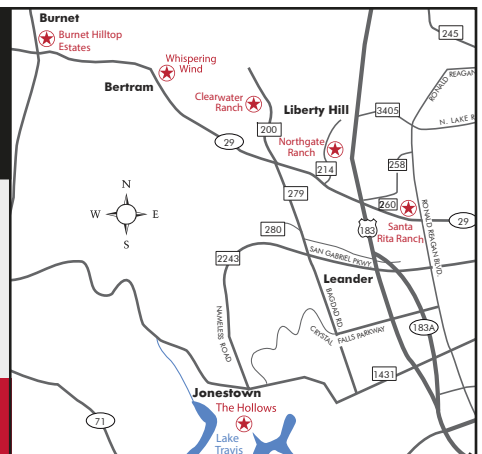 Burnet
Burnet Hilltop
Estates
245
Whispering
Wind
RONALD REAGAN
Bertram
Clearwater
Ranch
Liberty Hill
3405
N. LAKE
200
29
Northgate
Ranch
258
214
279
260
N
W E
S
Santa
Rita Ranch
29
280
183
RONALD REAGAN BLVD.
2243
SAN GABRIEL PKWY.
Leander
BAGDAD RD.
NAMELESS ROAD
CRYSTAL FALLS PARKWAY
183A
1431
Jonestown
The Hollows
71
Lake
Travis